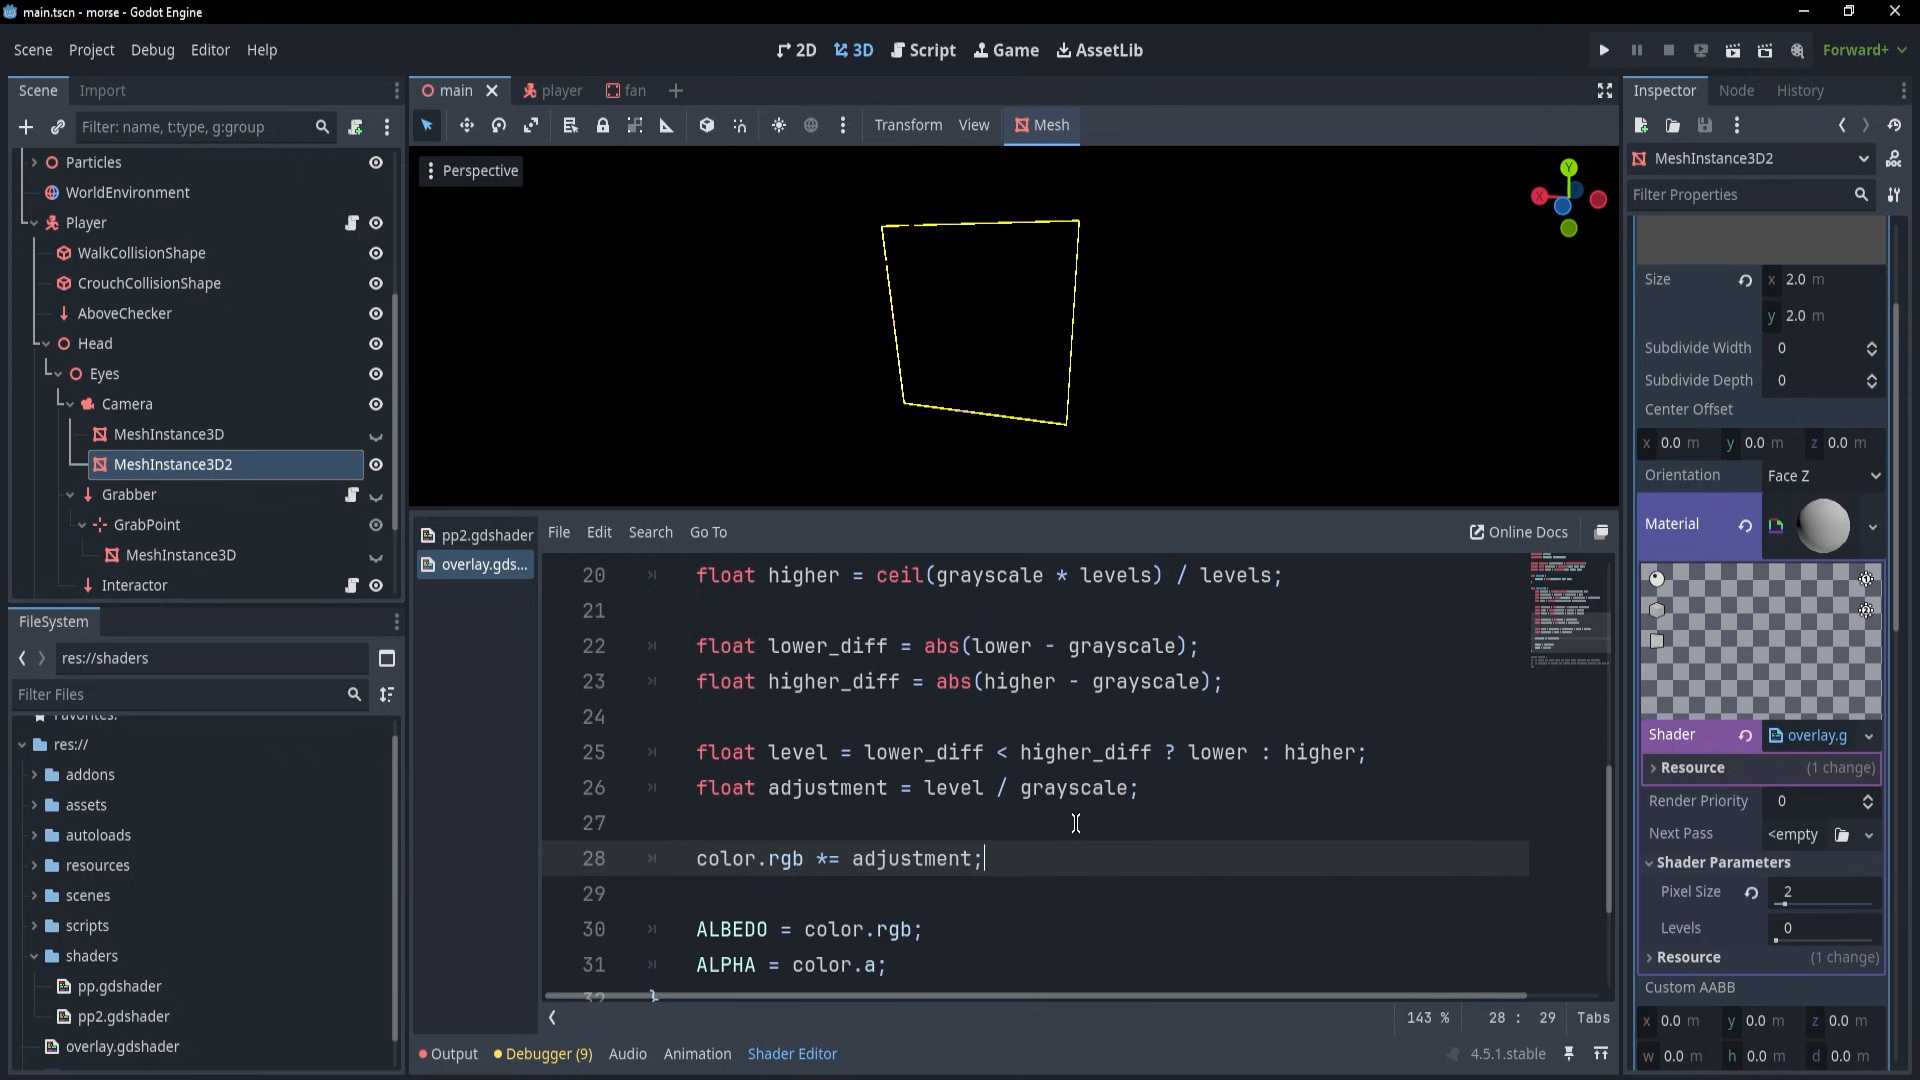 main.tscn - morse - Godot Engine
Scene Project Debug Editor Help
2D 3D Script Game AssetLib
Forward+
Scene Import
main player fan
Inspector Node History
Filter: name, t:type, g:group
Transform View Mesh
Particles
WorldEnvironment
Player
WalkCollisionShape
CrouchCollisionShape
AboveChecker
Head
Eyes
Camera
MeshInstance3D
MeshInstance3D2
Grabber
GrabPoint
MeshInstance3D
Interactor
Perspective
Y
X
FileSystem
res://shaders
Filter Files
Favorites:
res://
addons
assets
autoloads
resources
scenes
scripts
shaders
pp.gdshader
pp2.gdshader
overlay.gdshader
pp2.gdshader
overlay.gds...
File Edit Search Go To
Online Docs
20 float higher = ceil(grayscale * levels) / levels;
21
22 float lower_diff = abs(lower - grayscale);
23 float higher_diff = abs(higher - grayscale);
24
25 float level = lower_diff < higher_diff ? lower : higher;
26 float adjustment = level / grayscale;
27
28 color.rgb *= adjustment;
29
30 ALBEDO = color.rgb;
31 ALPHA = color.a;
32 }
143 % 28 : 29 Tabs
Output Debugger (9) Audio Animation Shader Editor
4.5.1.stable
MeshInstance3D2
Filter Properties
Size x 2.0 m
y 2.0 m
Subdivide Width 0
Subdivide Depth 0
Center Offset
x 0.0 m y 0.0 m z 0.0 m
Orientation Face Z
Material
Shader overlay.g
Resource (1 change)
Render Priority 0
Next Pass <empty
Shader Parameters
Pixel Size 2
Levels 0
Resource (1 change)
Custom AABB
x 0.0 m y 0.0 m z 0.0 m
w 0.0 m h 0.0 m d 0.0 m